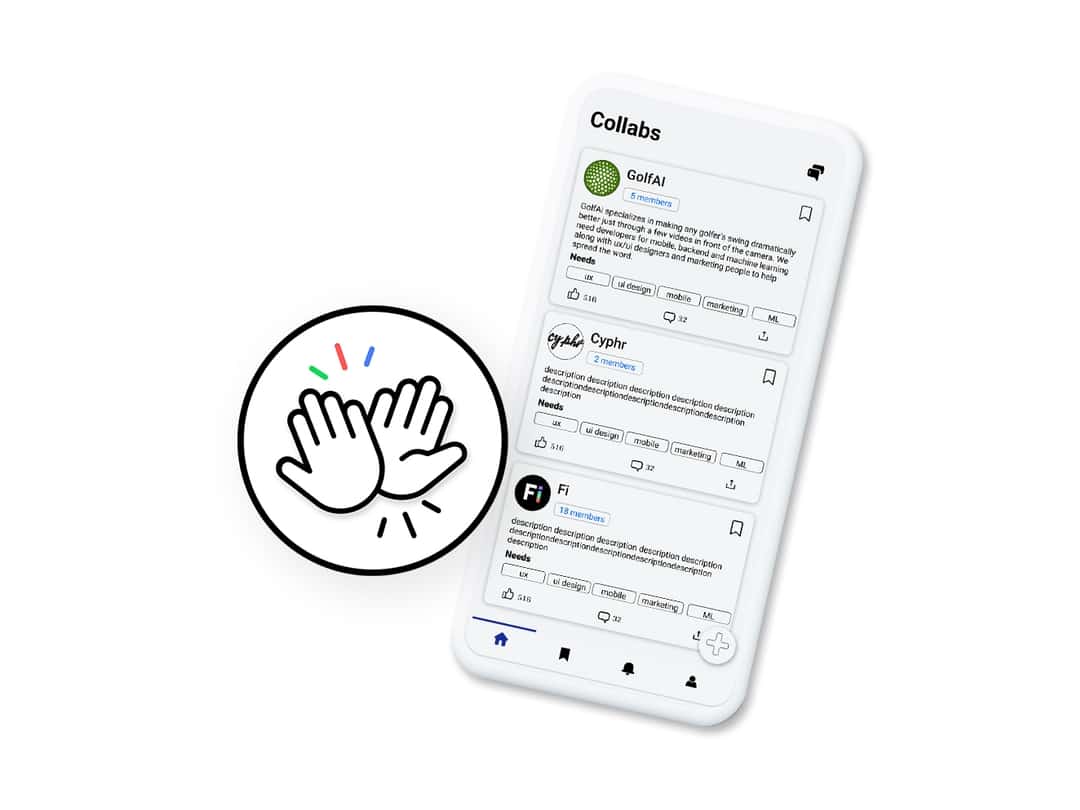 Collabs
GolfAI
5 members
GolfAi specializes in making any golfer's swing dramatically
better just through a few videos in front of the camera. We
need developers for mobile, backend and machine learning
along with ux/ui designers and marketing people to help
spread the word.
Needs
ux ui design mobile marketing ML
516 32
cyphr
Cyphr
2 members
description description description description description
descriptiondescriptiondescriptiondescriptiondescription
description
Needs
ux ui design mobile marketing ML
516 32
Fi
Fi
18 members
description description description description description
descriptiondescriptiondescriptiondescriptiondescription
description
Needs
ux ui design mobile marketing ML
516 32